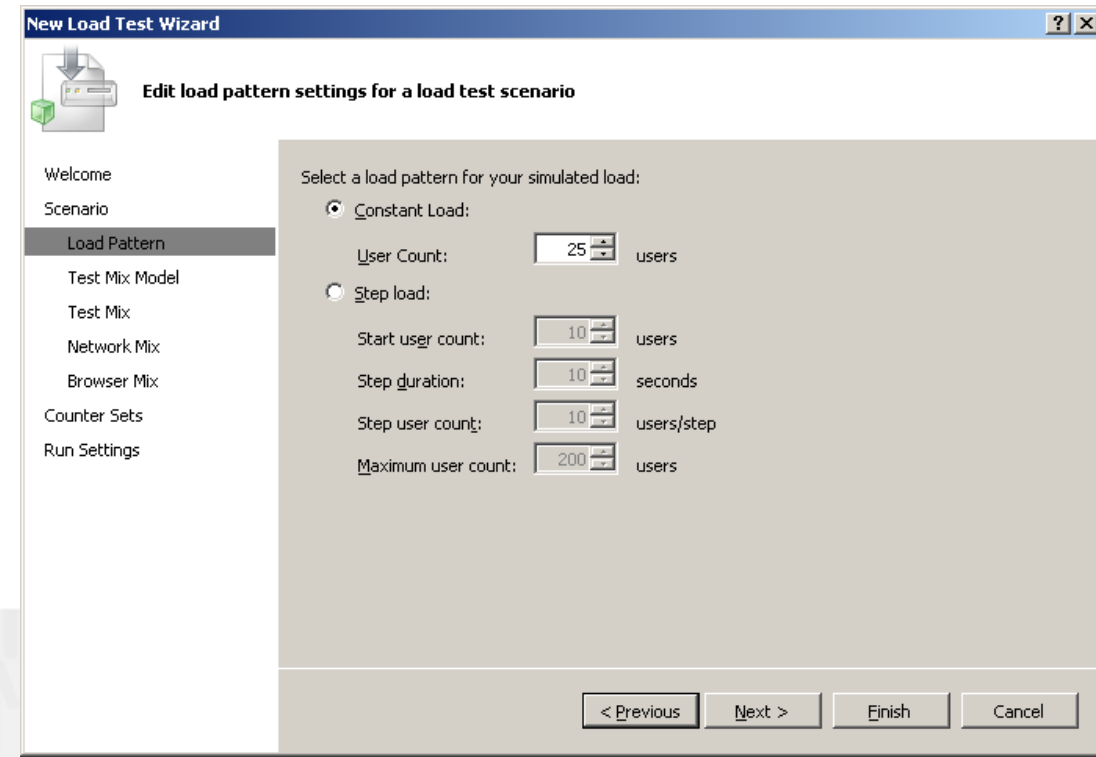 New Load Test Wizard
Edit load pattern settings for a load test scenario
Welcome
Scenario
Load Pattern
Test Mix Model
Test Mix
Network Mix
Browser Mix
Counter Sets
Run Settings
Select a load pattern for your simulated load:
Constant Load:
User Count: 25 users
Step load:
Start user count: 10 users
Step duration: 10 seconds
Step user count: 10 users/step
Maximum user count: 200 users
< Previous Next > Finish Cancel